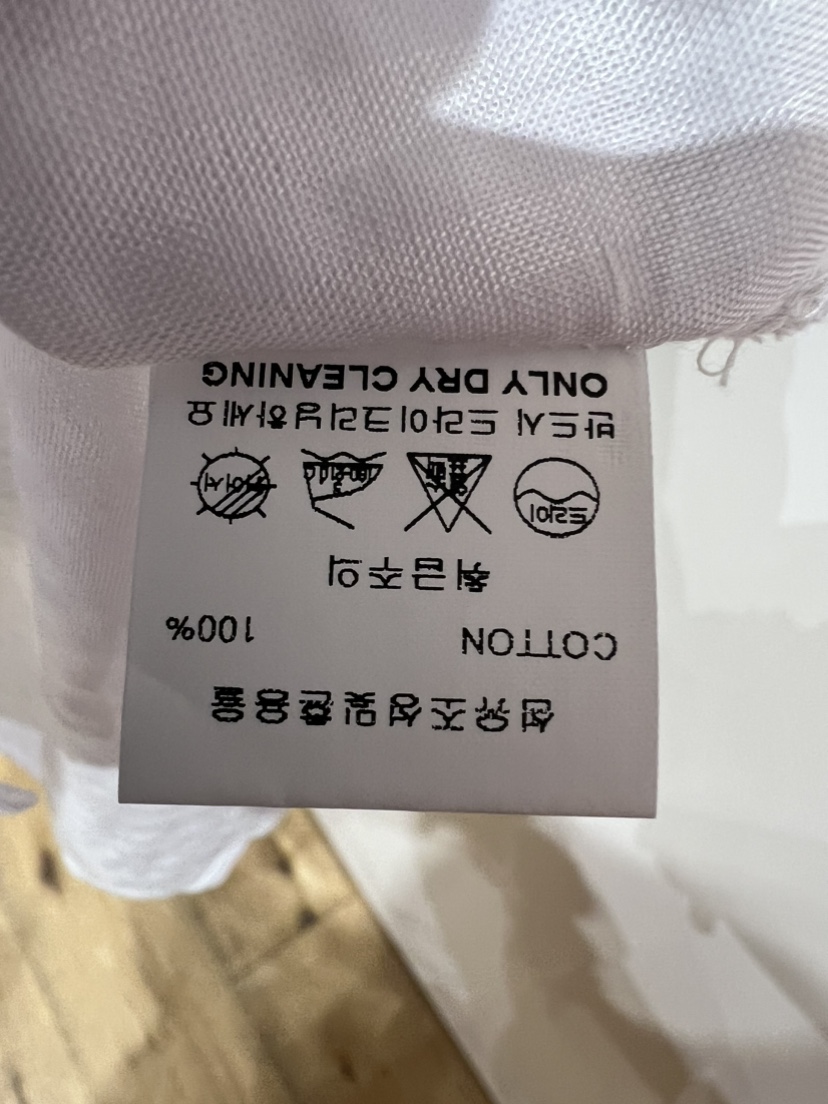 섬유조성및혼용율
COTTON 100%
취급주의
드라이
반드시 드라이크리닝하세요
ONLY DRY CLEANING